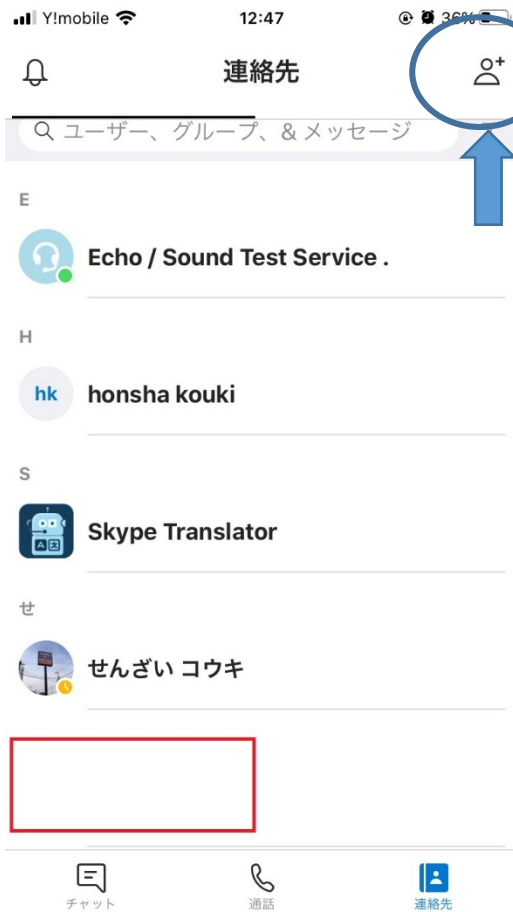 Y!mobile 12:47 36%
連絡先
ユーザー、グループ、& メッセージ
E
Echo / Sound Test Service .
H
hk honsha kouki
S
Skype Translator
せ
せんざい コウキ
チャット 通話 連絡先